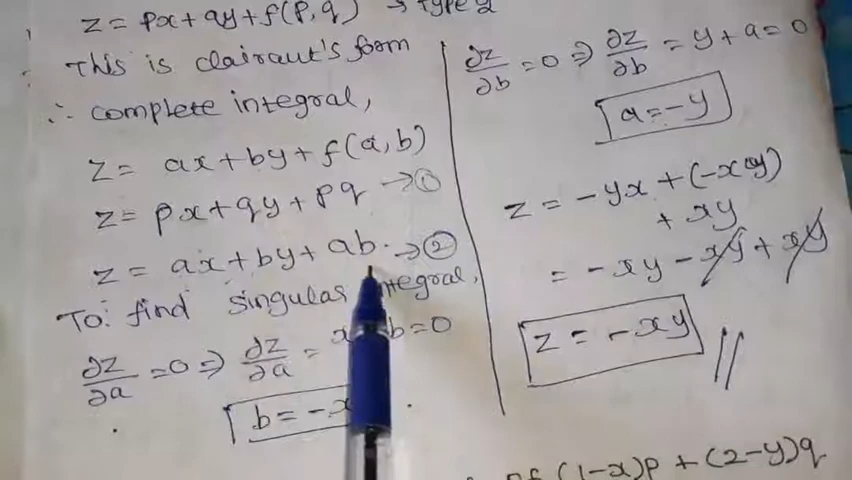 z = px + qy + f(p, q) → type 2
This is clairaut's form
∴ complete integral,
z = ax + by + f(a, b)
z = px + qy + pq → ①
z = ax + by + ab. → ②
To find singular integral,
∂z/∂a = 0 ⇒ ∂z/∂a = x b = 0
b = -x
∂z/∂b = 0 ⇒ ∂z/∂b = y + a = 0
a = -y
z = -yx + (-xy)
+ xy
= -xy - xy + xy
z = -xy //
of (1-x)p + (2-y)q